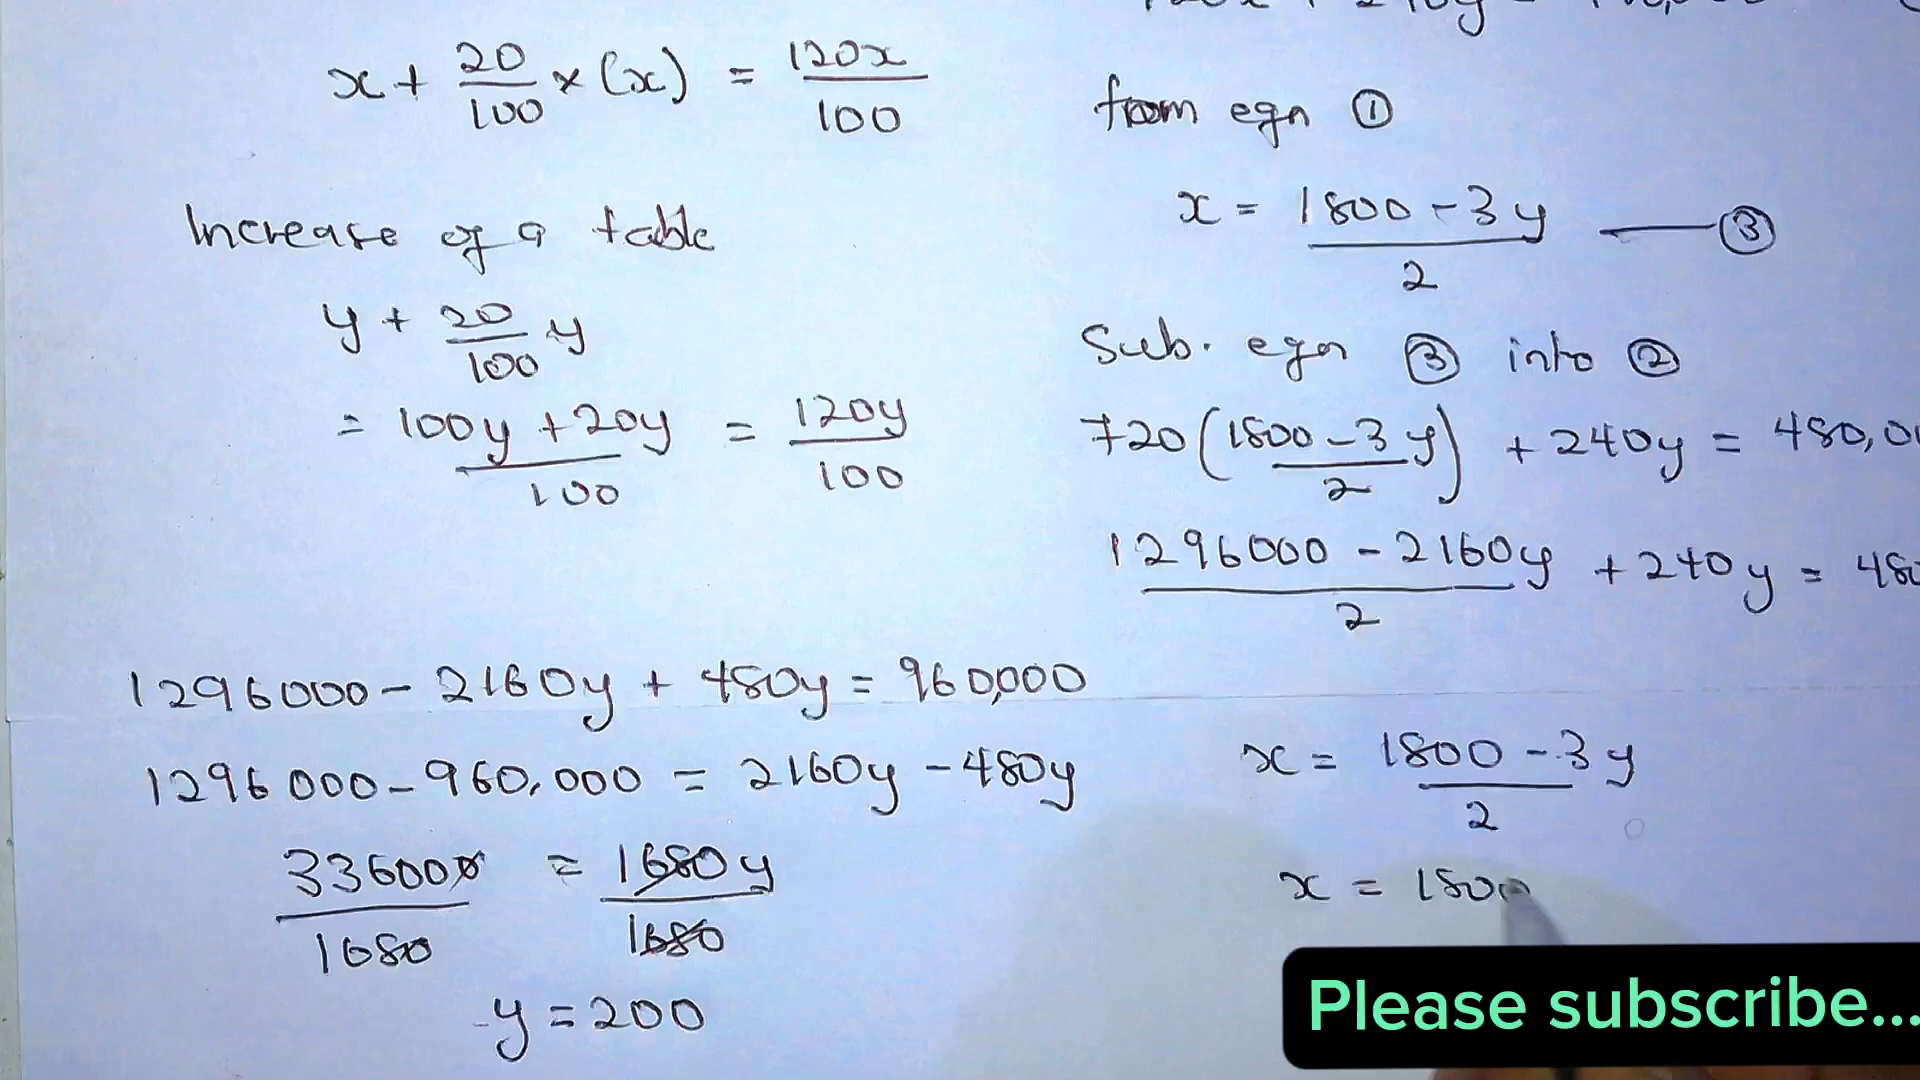 x + 20/100 × (x) = 120x/100
Increase of a table
y + 20/100 y
= 100y + 20y/100 = 120y/100
from eqn ①
x = 1800 - 3y/2 — ③
Sub. eqn ③ into ②
720(1800 - 3y/2) + 240y = 480,0
1296000 - 2160y/2 + 240y = 480
1296000 - 2160y + 480y = 960,000
1296000 - 960,000 = 2160y - 480y
336000/1680 = 1680y/1680
y = 200
x = 1800 - 3y/2
x = 1800
Please subscribe...